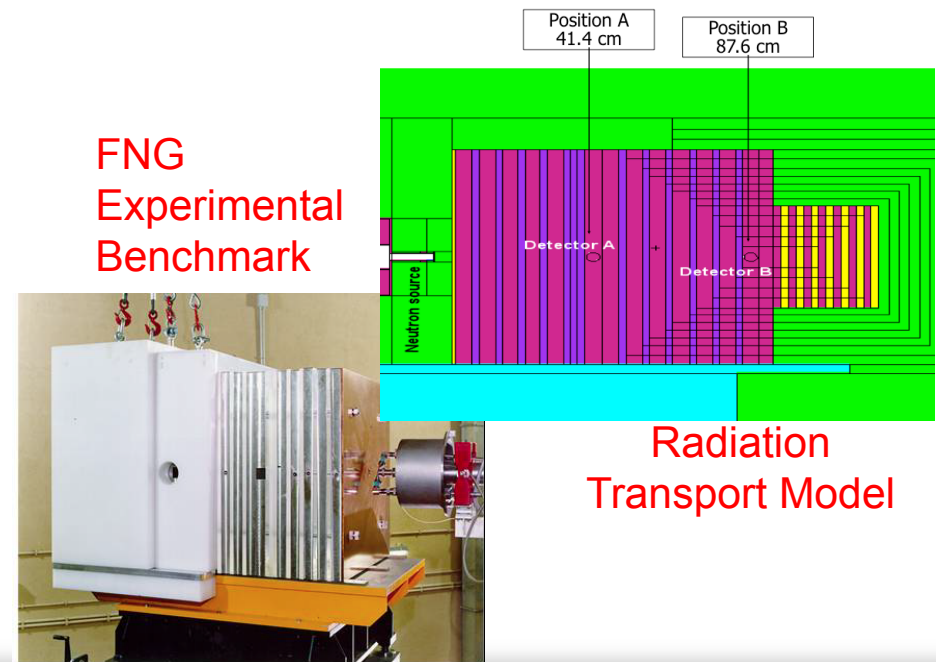 Position A
41.4 cm
Position B
87.6 cm
FNG
Experimental
Benchmark
Detector A
Detector B
Neutron source
Radiation
Transport Model